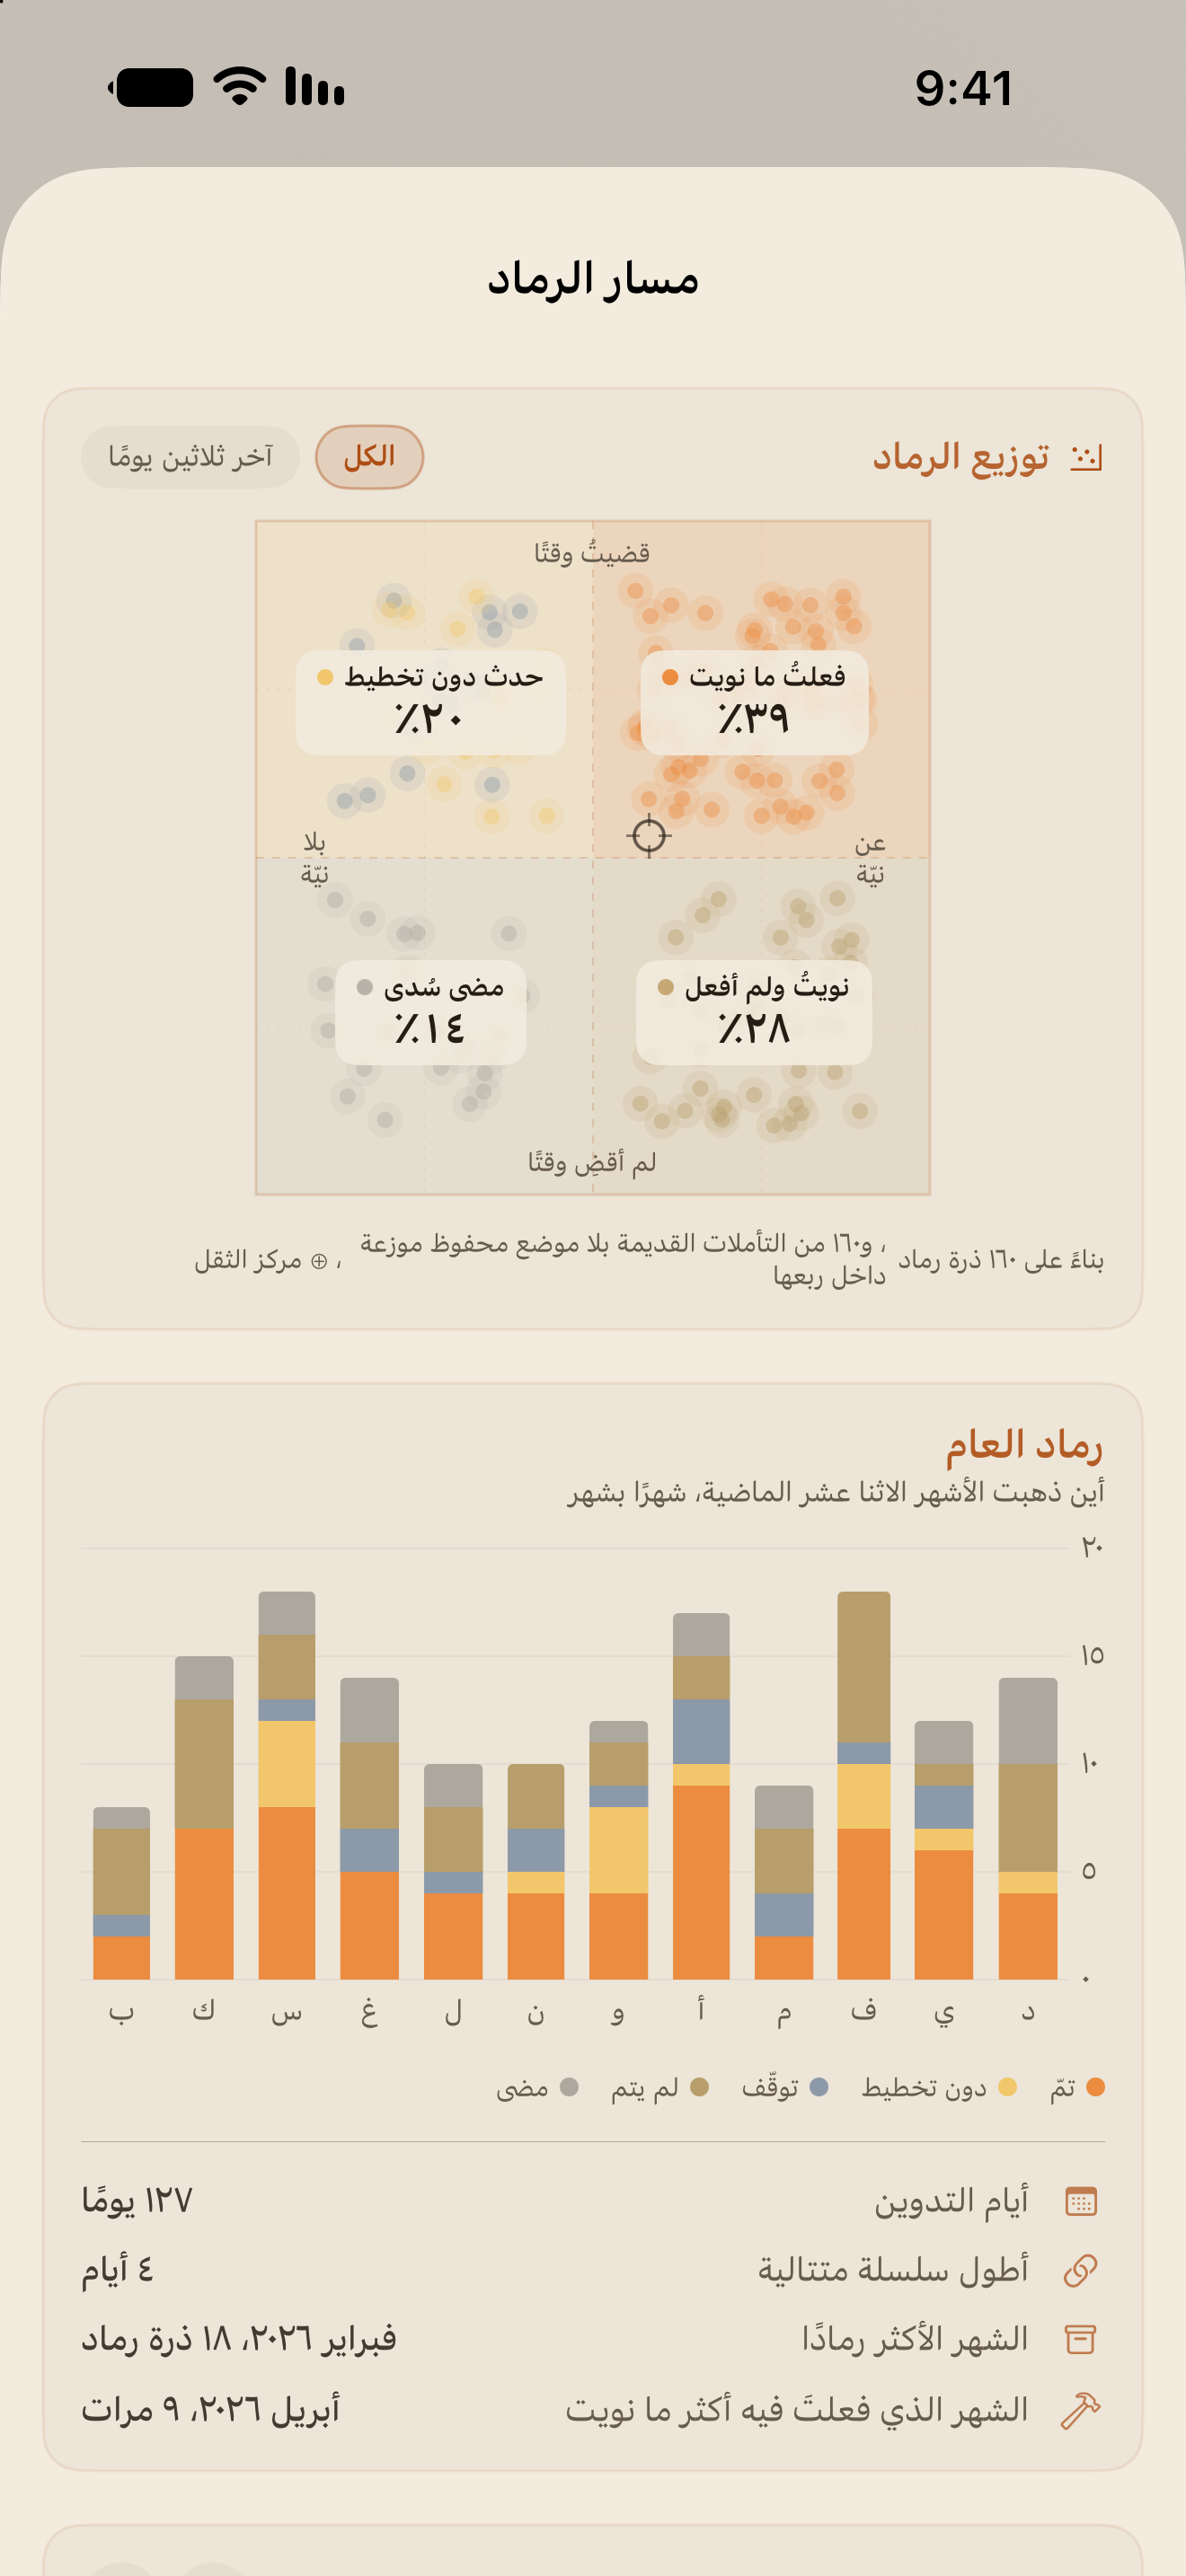 9:41
مسار الرماد
توزيع الرماد
الكل
آخر ثلاثين يومًا
قضيتُ وقتًا
فعلتُ ما نويت
٪٣٩
حدث دون تخطيط
٪٢٠
عن
نيّة
بلا
نيّة
نويتُ ولم أفعل
٪٢٨
مضى سُدى
٪١٤
لم أقضِ وقتًا
بناءً على ١٦٠ ذرة رماد
، و١٦٠ من التأملات القديمة بلا موضع محفوظ موزعة
داخل ربعها
، ⊕ مركز الثقل
رماد العام
أين ذهبت الأشهر الاثنا عشر الماضية، شهرًا بشهر
٢٠
١٥
١٠
٥
٠
د ي ف م أ و ن ل غ س ك ب
تمّ
دون تخطيط
توقّف
لم يتم
مضى
أيام التدوين
١٢٧ يومًا
أطول سلسلة متتالية
٤ أيام
الشهر الأكثر رمادًا
فبراير ٢٠٢٦، ١٨ ذرة رماد
الشهر الذي فعلتَ فيه أكثر ما نويت
أبريل ٢٠٢٦، ٩ مرات